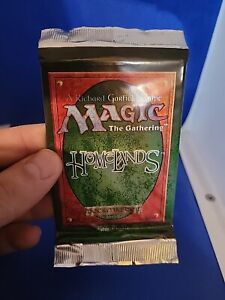 A Richard Garfield Game
MAGIC
The Gathering
HOMELANDS